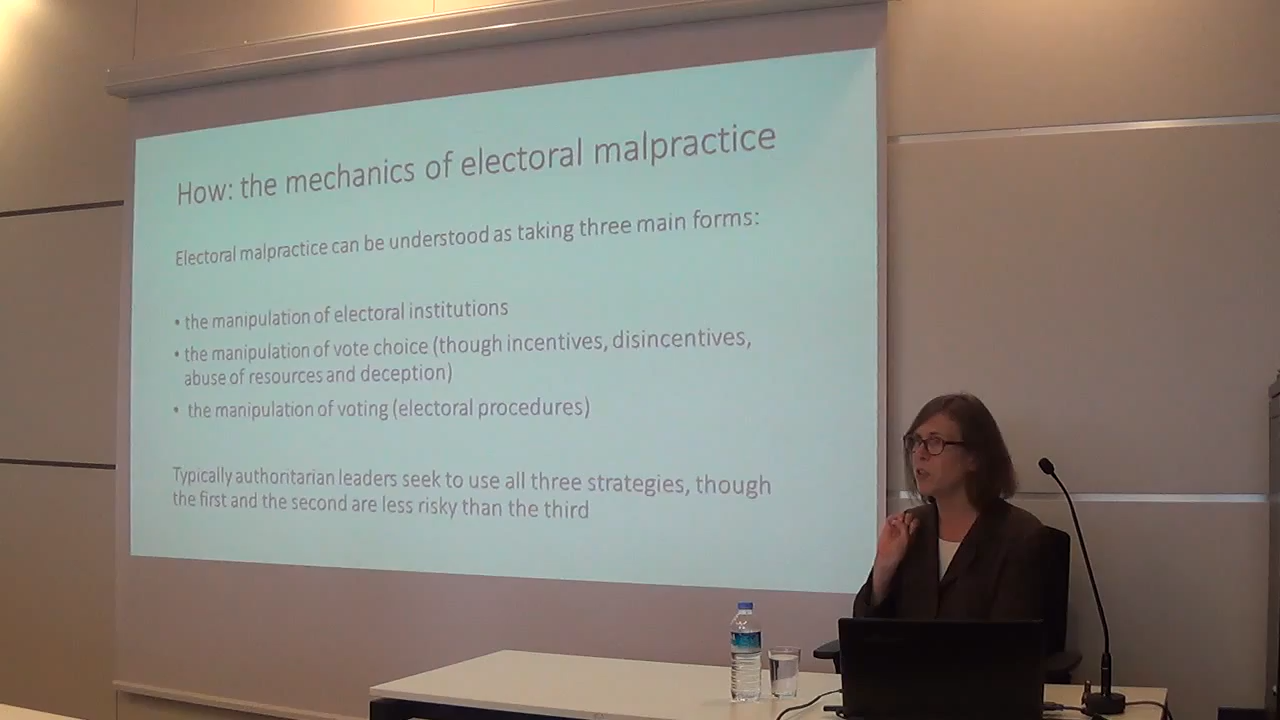 How: the mechanics of electoral malpractice
Electoral malpractice can be understood as taking three main forms:
• the manipulation of electoral institutions
• the manipulation of vote choice (though incentives, disincentives,
abuse of resources and deception)
• the manipulation of voting (electoral procedures)
Typically authoritarian leaders seek to use all three strategies, though
the first and the second are less risky than the third